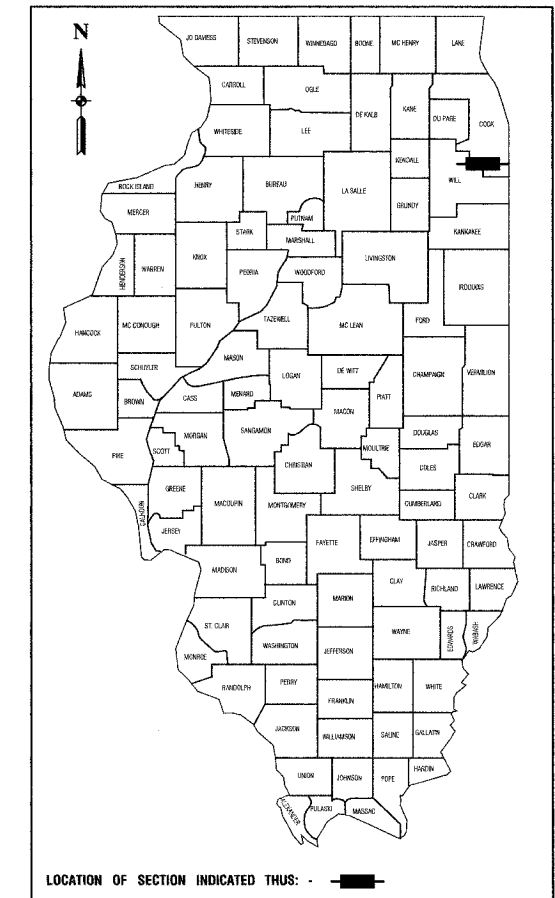 N
JO DAVIESS STEVENSON WINNEBAGO BOONE MC HENRY LAKE
CARROLL OGLE DE KALB KANE DU PAGE COOK
WHITESIDE LEE
KENDALL WILL
ROCK ISLAND HENRY BUREAU LA SALLE GRUNDY
MERCER PUTNAM KANKAKEE
STARK MARSHALL
HENDERSON WARREN KNOX PEORIA WOODFORD LIVINGSTON IROQUOIS
HANCOCK MC DONOUGH FULTON TAZEWELL MC LEAN FORD
MASON
SCHUYLER LOGAN DE WITT CHAMPAIGN VERMILION
ADAMS BROWN CASS MENARD MACON PIATT
MORGAN SANGAMON DOUGLAS
PIKE SCOTT CHRISTIAN MOULTRIE COLES EDGAR
GREENE SHELBY
CALHOUN MACOUPIN MONTGOMERY CUMBERLAND CLARK
JERSEY
FAYETTE EFFINGHAM JASPER CRAWFORD
MADISON BOND
CLAY RICHLAND LAWRENCE
CLINTON MARION
ST. CLAIR WAYNE EDWARDS WABASH
WASHINGTON JEFFERSON
MONROE
RANDOLPH PERRY HAMILTON WHITE
FRANKLIN
JACKSON WILLIAMSON SALINE GALLATIN
UNION JOHNSON POPE HARDIN
ALEXANDER PULASKI MASSAC
LOCATION OF SECTION INDICATED THUS: -